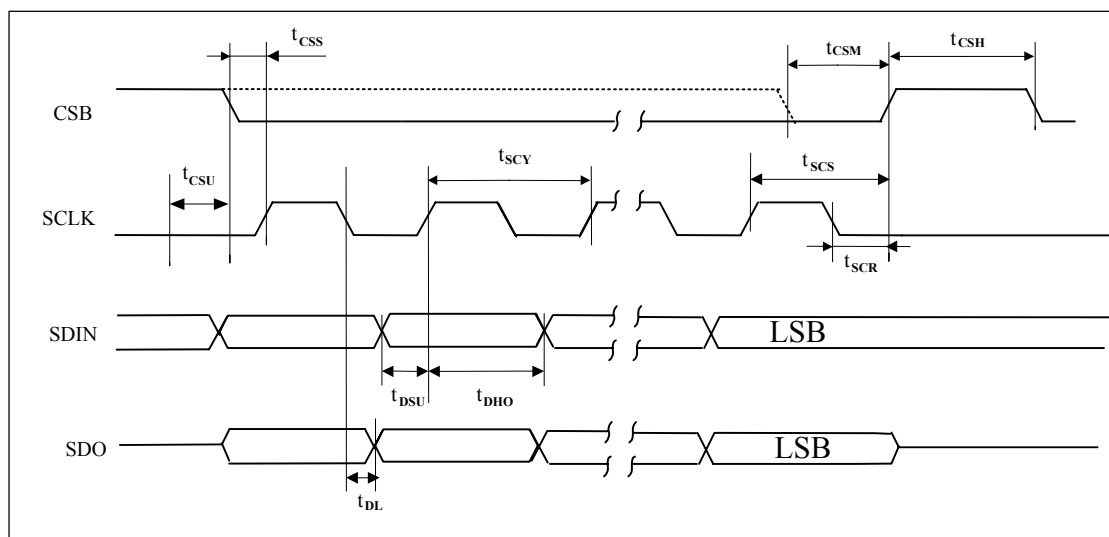 tCSS
tCSM
tCSH
CSB
tCSU
tSCY
tSCS
SCLK
tSCR
SDIN
LSB
tDSU
tDHO
SDO
LSB
tDL